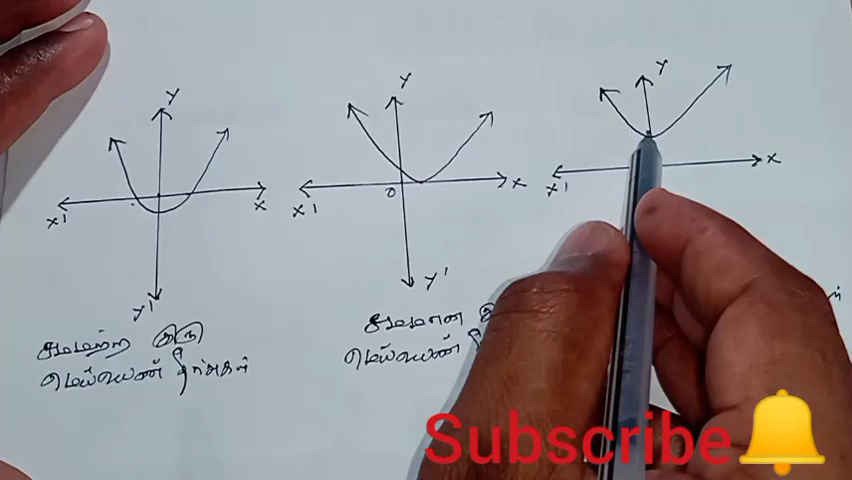 Y
X'
X
Y'
சமமற்ற இரு
மெய்யெண் தீர்வுகள்
Y
X'
O
X
Y'
சமமான
மெய்யெண்
Y
X'
X
Subscribe